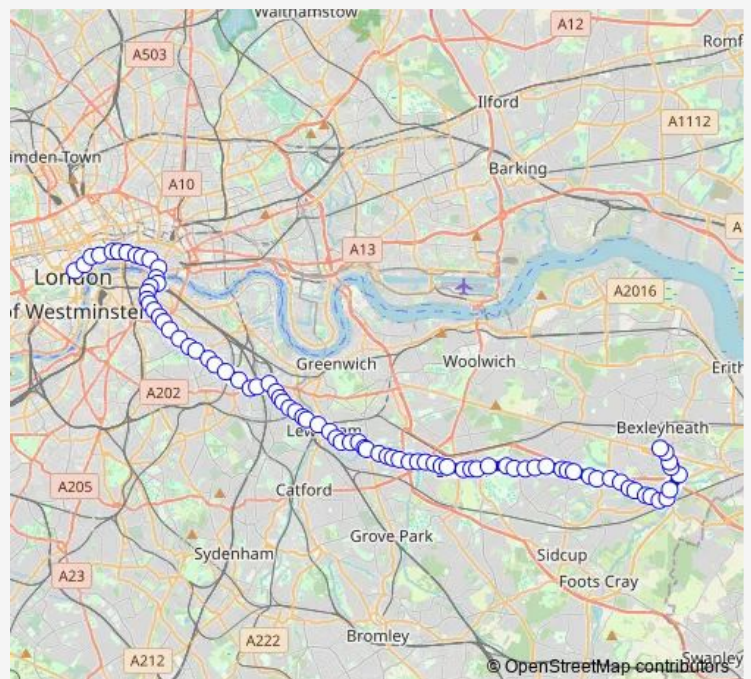 Walthamstow
A12
A503
Romf
Ilford
A1112
imden Town
Barking
A10
A
A13
London
A2016
of Westminster
Greenwich
Woolwich
Erith
A202
Bexleyheath
Lewisham
A205
Catford
Grove Park
Sydenham
Sidcup
A23
Foots Cray
A222
Bromley
A212
Swanley
© OpenStreetMap contributors